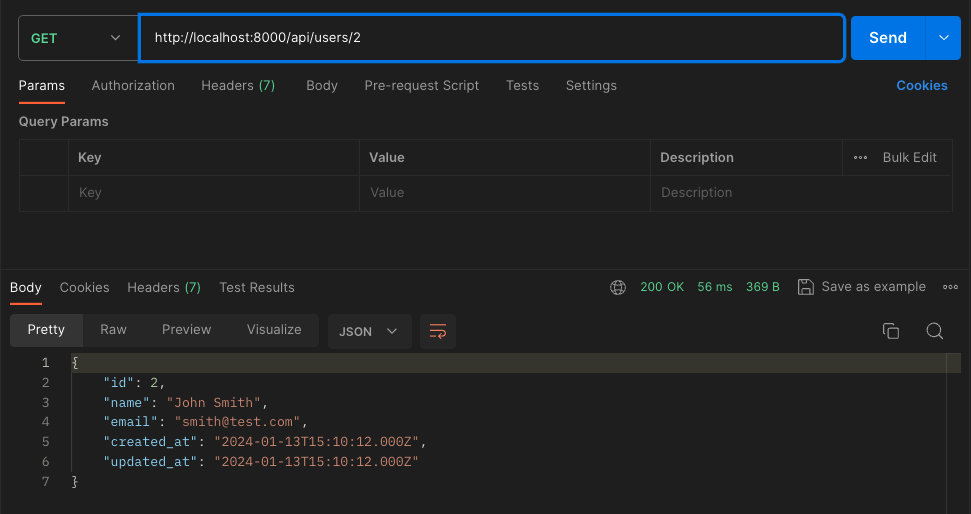 GET http://localhost:8000/api/users/2 Send
Params Authorization Headers (7) Body Pre-request Script Tests Settings Cookies
Query Params
Key Value Description Bulk Edit
Key Value Description
Body Cookies Headers (7) Test Results 200 OK 56 ms 369 B Save as example
Pretty Raw Preview Visualize JSON
1 {
2 "id": 2,
3 "name": "John Smith",
4 "email": "smith@test.com",
5 "created_at": "2024-01-13T15:10:12.000Z",
6 "updated_at": "2024-01-13T15:10:12.000Z"
7 }